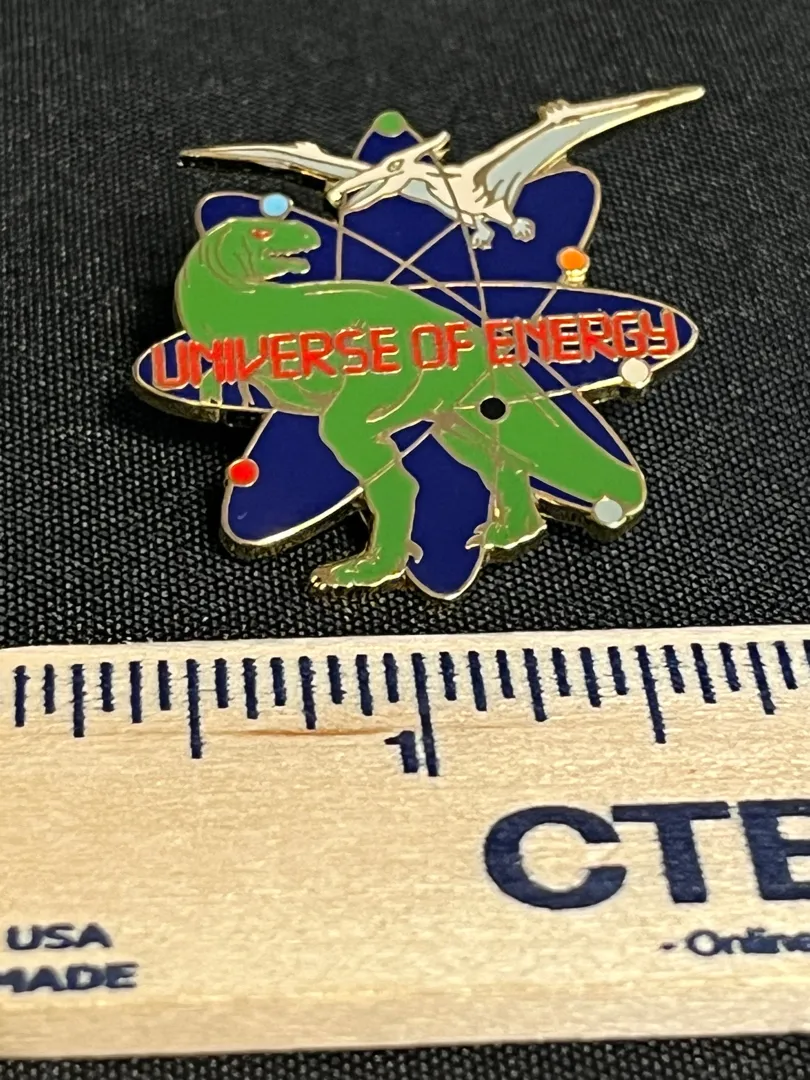 UNIVERSE OF ENERGY
1
CTE
- Online
USA
MADE